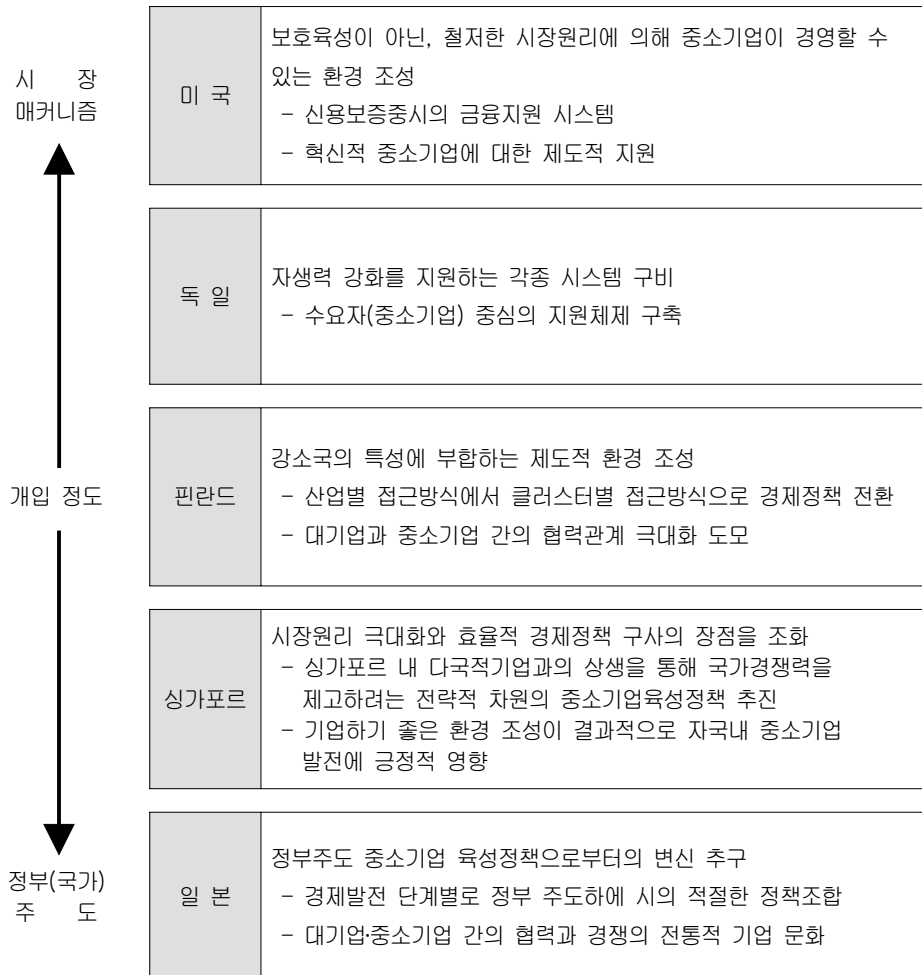 시 장
매커니즘
미 국
보호육성이 아닌, 철저한 시장원리에 의해 중소기업이 경영할 수
있는 환경 조성
- 신용보증중시의 금융지원 시스템
- 혁신적 중소기업에 대한 제도적 지원
독 일
자생력 강화를 지원하는 각종 시스템 구비
- 수요자(중소기업) 중심의 지원체제 구축
개입 정도
핀란드
강소국의 특성에 부합하는 제도적 환경 조성
- 산업별 접근방식에서 클러스터별 접근방식으로 경제정책 전환
- 대기업과 중소기업 간의 협력관계 극대화 도모
싱가포르
시장원리 극대화와 효율적 경제정책 구사의 장점을 조화
- 싱가포르 내 다국적기업과의 상생을 통해 국가경쟁력을
제고하려는 전략적 차원의 중소기업육성정책 추진
- 기업하기 좋은 환경 조성이 결과적으로 자국내 중소기업
발전에 긍정적 영향
정부(국가)
주 도
일 본
정부주도 중소기업 육성정책으로부터의 변신 추구
- 경제발전 단계별로 정부 주도하에 시의 적절한 정책조합
- 대기업·중소기업 간의 협력과 경쟁의 전통적 기업 문화